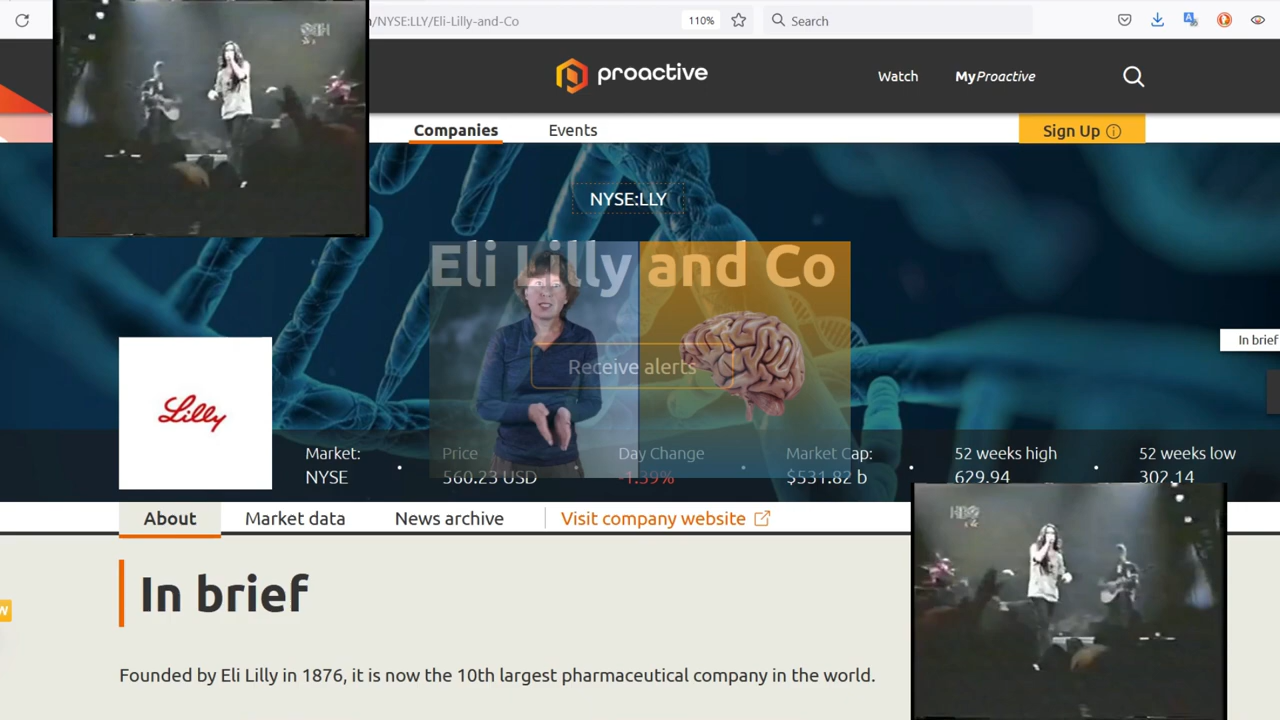 /NYSE:LLY/Eli-Lilly-and-Co
110%
Search
proactive
Watch
MyProactive
Companies
Events
Sign Up
NYSE:LLY
Eli Lilly and Co
Receive alerts
In brief
Lilly
Market:
NYSE
Price
560.23 USD
Day Change
-1.39%
Market Cap:
$531.82 b
52 weeks high
629.94
52 weeks low
302.14
About
Market data
News archive
Visit company website
In brief
Founded by Eli Lilly in 1876, it is now the 10th largest pharmaceutical company in the world.
HBO